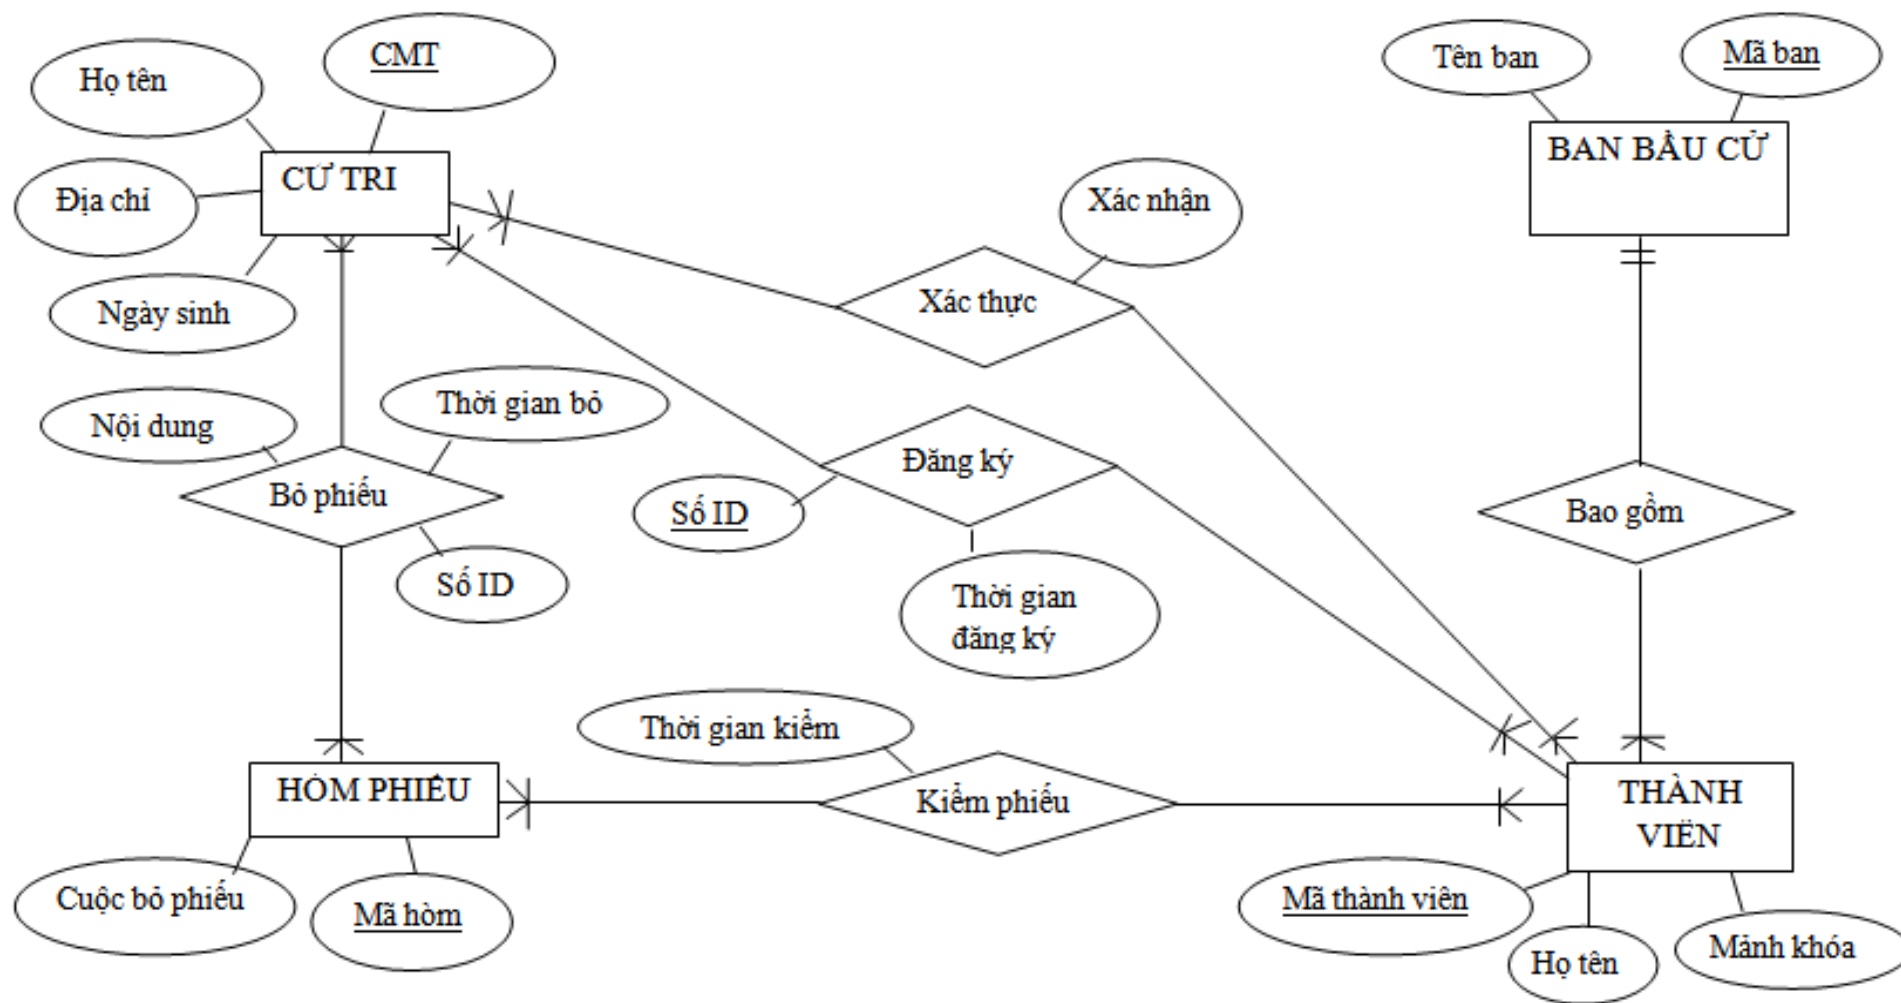 CMT
Họ tên
Tên ban
Mã ban
CỬ TRI
BAN BẦU CỬ
Địa chỉ
Xác nhận
Ngày sinh
Xác thực
Thời gian bỏ
Nội dung
Đăng ký
Bỏ phiếu
Số ID
Bao gồm
Số ID
Thời gian
đăng ký
Thời gian kiểm
HÒM PHIẾU
Kiểm phiếu
THÀNH
VIÊN
Cuộc bỏ phiếu
Mã hòm
Mã thành viên
Họ tên
Mảnh khóa